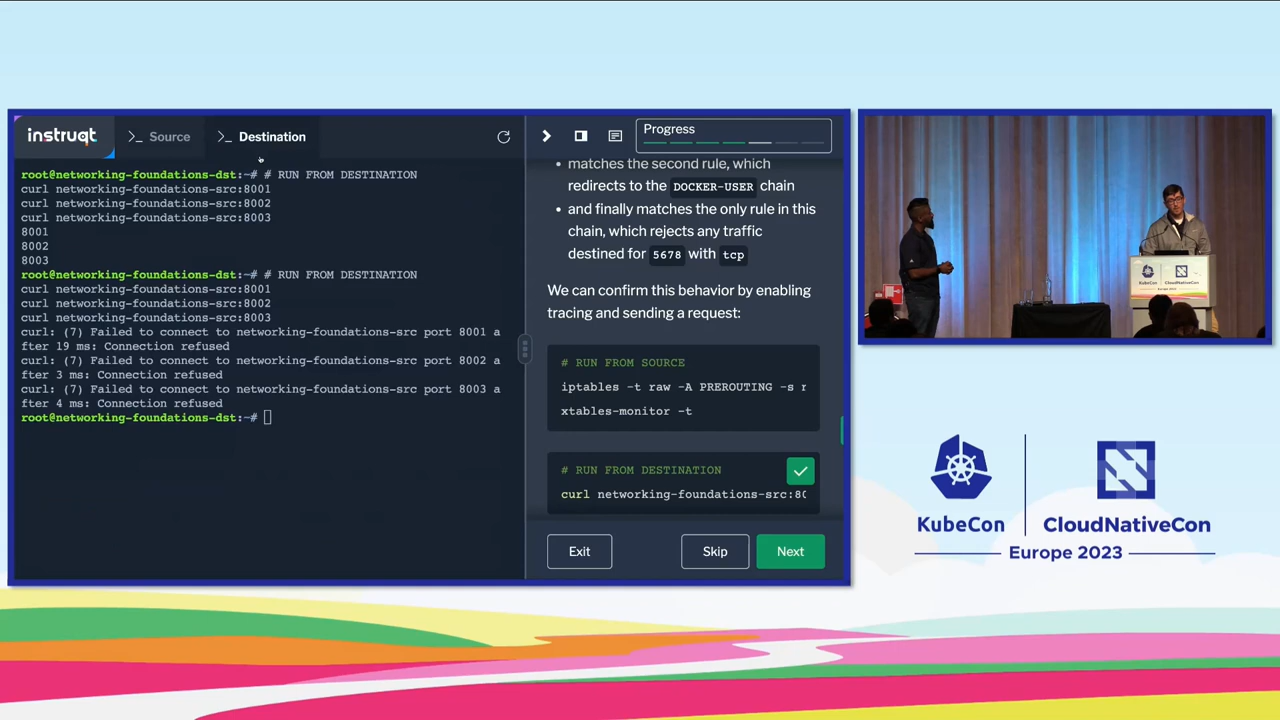 instruqt
>_ Source
>_ Destination
root@networking-foundations-dst:~# # RUN FROM DESTINATION
curl networking-foundations-src:8001
curl networking-foundations-src:8002
curl networking-foundations-src:8003
8001
8002
8003
root@networking-foundations-dst:~# # RUN FROM DESTINATION
curl networking-foundations-src:8001
curl networking-foundations-src:8002
curl networking-foundations-src:8003
curl: (7) Failed to connect to networking-foundations-src port 8001 a
fter 19 ms: Connection refused
curl: (7) Failed to connect to networking-foundations-src port 8002 a
fter 3 ms: Connection refused
curl: (7) Failed to connect to networking-foundations-src port 8003 a
fter 4 ms: Connection refused
root@networking-foundations-dst:~#
Progress
• matches the second rule, which
redirects to the DOCKER-USER chain
• and finally matches the only rule in this
chain, which rejects any traffic
destined for 5678 with tcp
We can confirm this behavior by enabling
tracing and sending a request:
# RUN FROM SOURCE
iptables -t raw -A PREROUTING -s
xtables-monitor -t
# RUN FROM DESTINATION
curl networking-foundations-src:80
Exit
Skip
Next
KubeCon
CloudNativeCon
Europe 2023
KubeCon
CloudNativeCon
Europe 2023